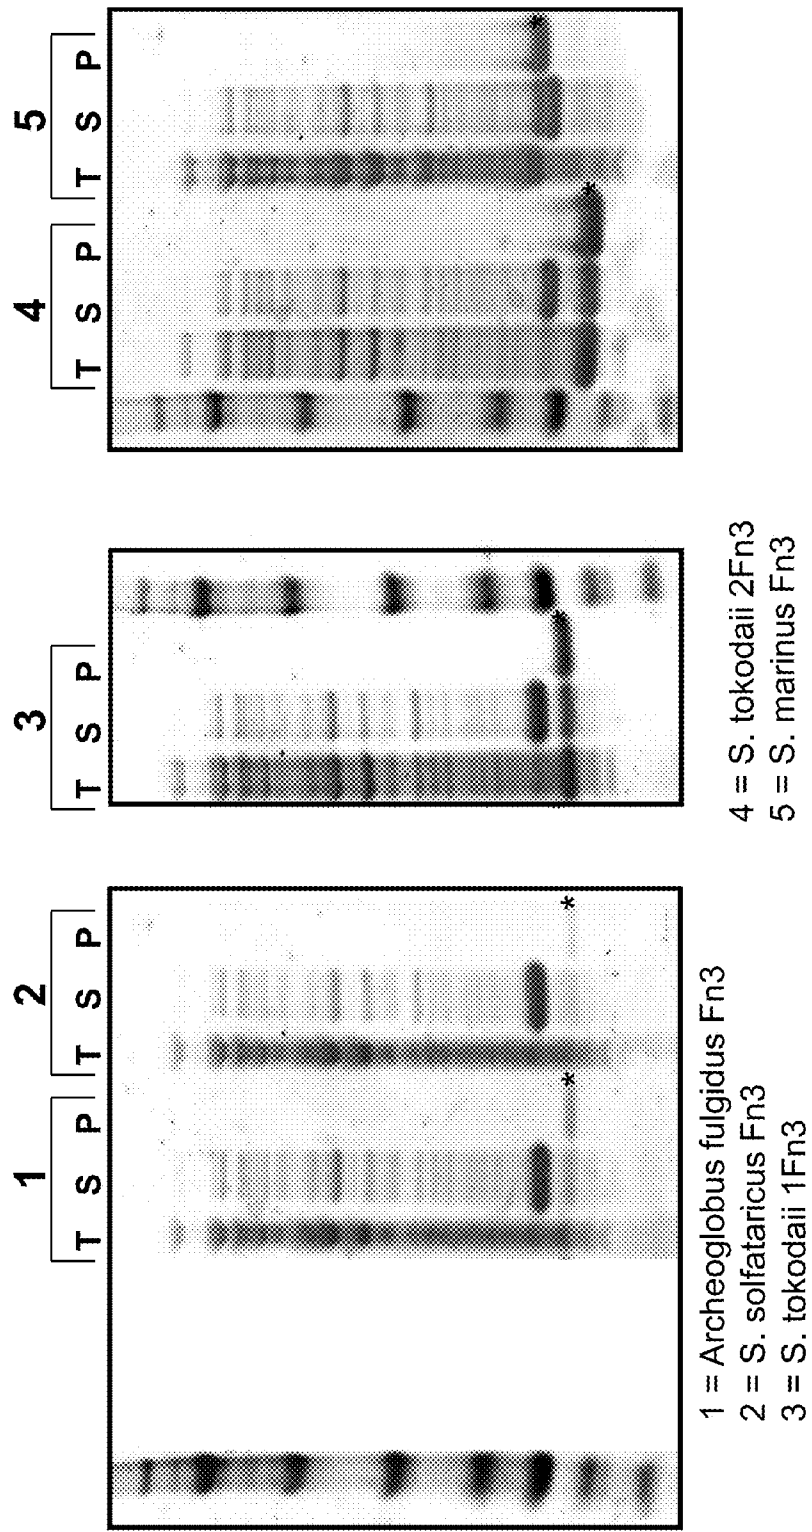 1
2
T S P T S P
* *
1 = Archeoglobus fulgidus Fn3
2 = S. solfataricus Fn3
3 = S. tokodaii 1Fn3
3
T S P
*
4 = S. tokodaii 2Fn3
5 = S. marinus Fn3
4
5
T S P T S P
* *